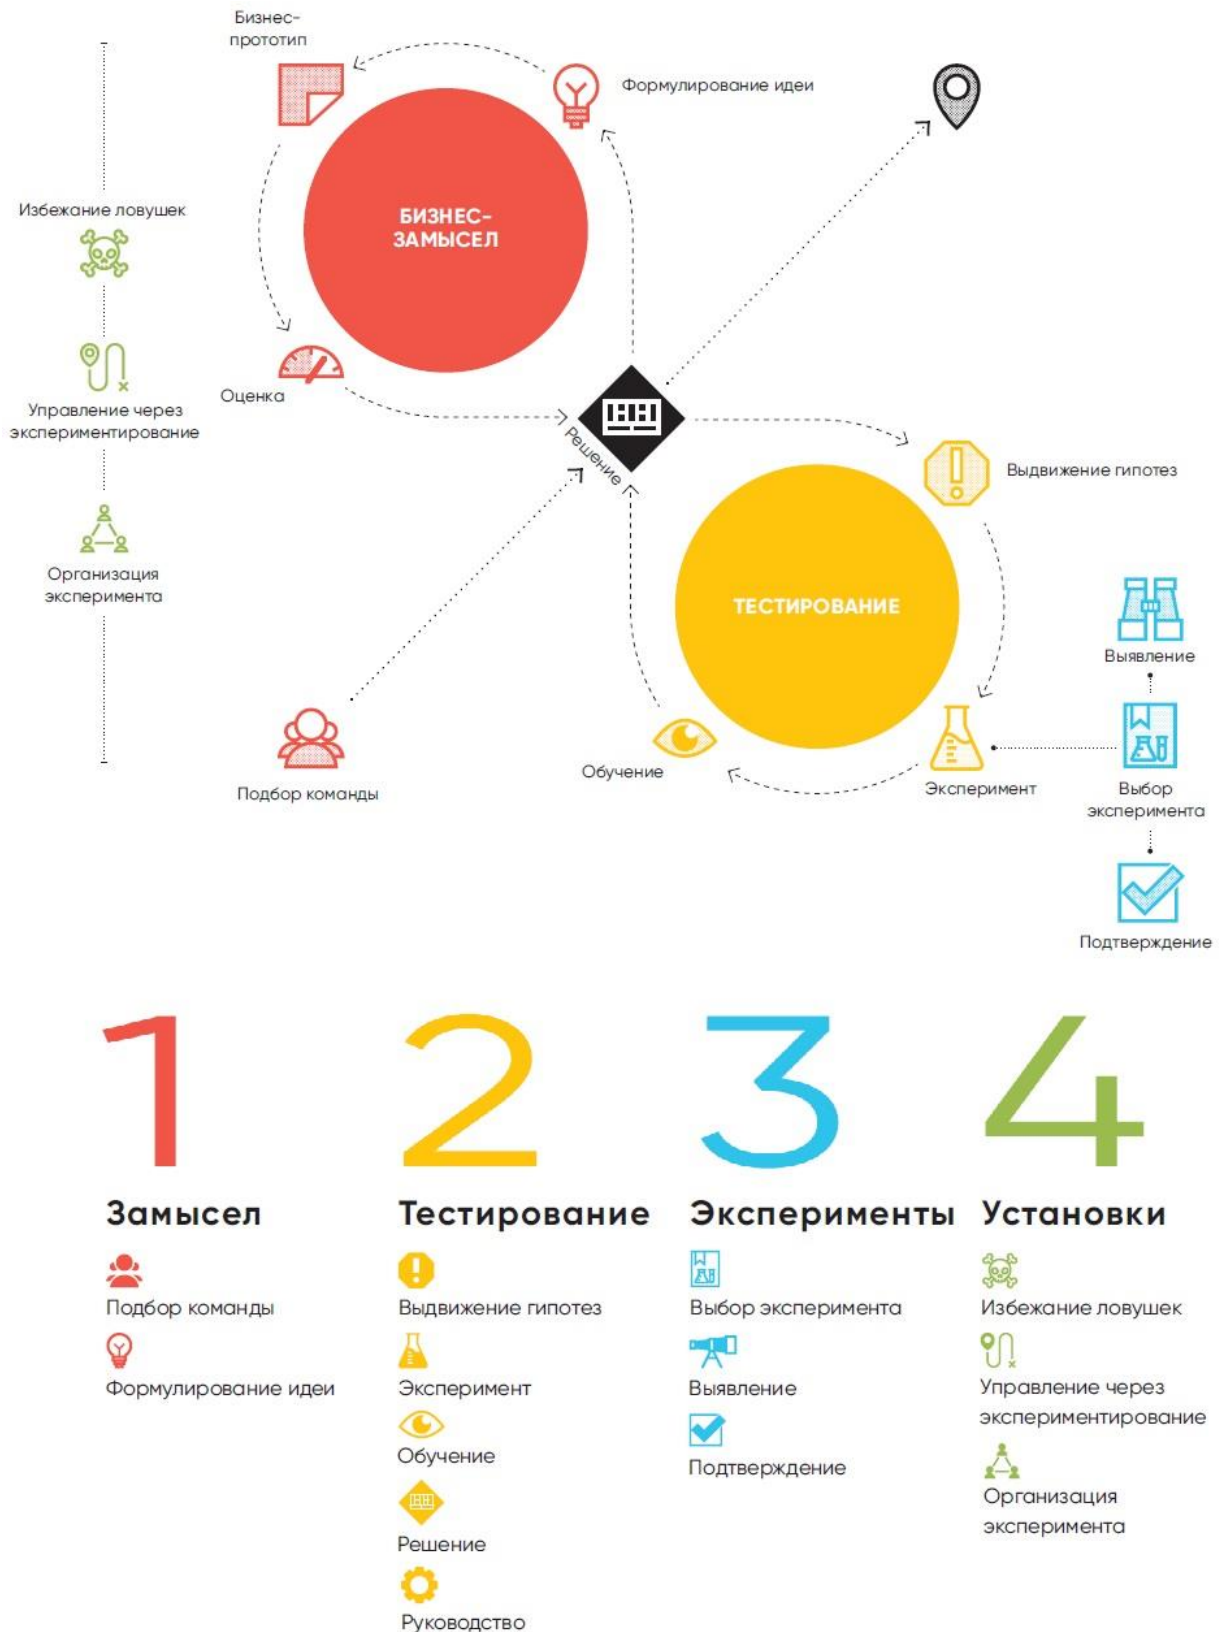 Бизнес-
прототип
Формулирование идеи
Избежание ловушек
БИЗНЕС-
ЗАМЫСЕЛ
Оценка
Управление через
экспериментирование
Решение
Выдвижение гипотез
Организация
эксперимента
ТЕСТИРОВАНИЕ
Выявление
Обучение
Подбор команды
Эксперимент
Выбор
эксперимента
Подтверждение
1
2
3
4
Замысел
Подбор команды
Формулирование идеи
Тестирование
Выдвижение гипотез
Эксперимент
Обучение
Решение
Руководство
Эксперименты
Выбор эксперимента
Выявление
Подтверждение
Установки
Избежание ловушек
Управление через
экспериментирование
Организация
эксперимента